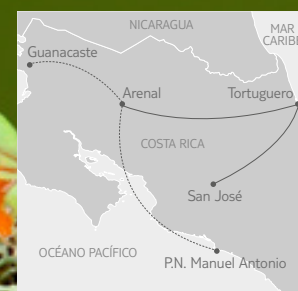 NICARAGUA
MAR
CARIBE
Guanacaste
Arenal
Tortuguero
COSTA RICA
San José
OCÉANO PACÍFICO
P.N. Manuel Antonio